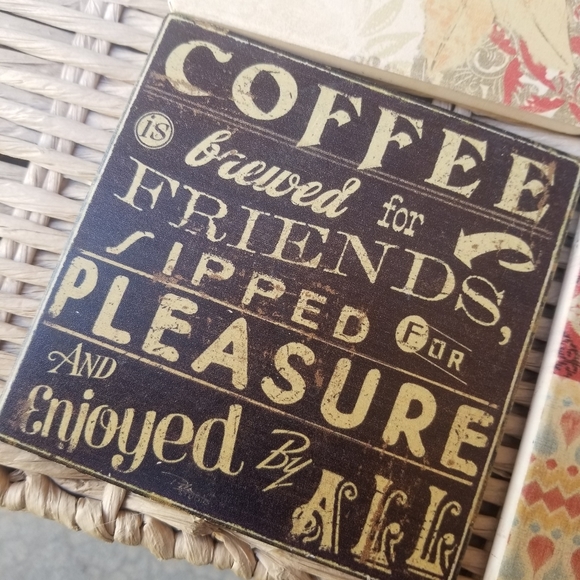 COFFEE
is brewed for
FRIENDS,
SIPPED FOR
PLEASURE
AND
Enjoyed By ALL